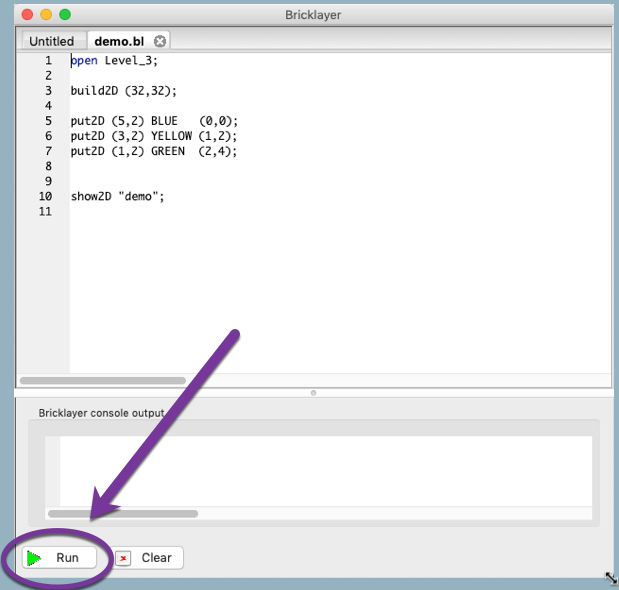 Bricklayer
Untitled demo.bl
1 open Level_3;
2
3 build2D (32,32);
4
5 put2D (5,2) BLUE   (0,0);
6 put2D (3,2) YELLOW (1,2);
7 put2D (1,2) GREEN  (2,4);
8
9
10 show2D "demo";
11
Bricklayer console output
Run Clear